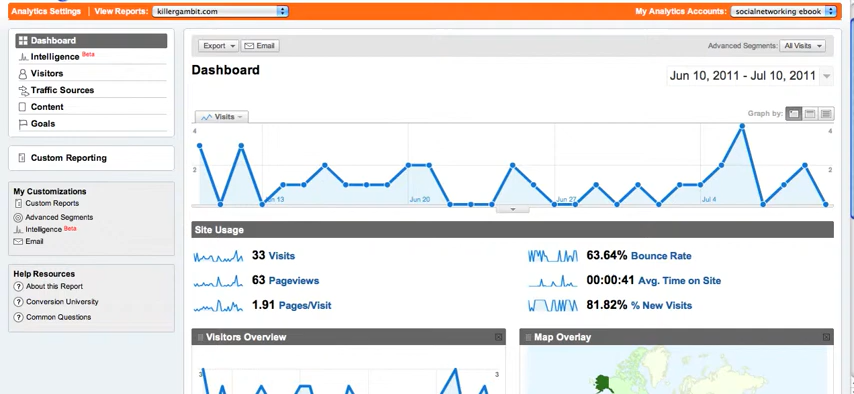 Analytics Settings | View Reports: killergambit.com My Analytics Accounts: socialnetworking ebook
Dashboard
Intelligence Beta
Visitors
Traffic Sources
Content
Goals
Custom Reporting
My Customizations
Custom Reports
Advanced Segments
Intelligence Beta
Email
Help Resources
About this Report
Conversion University
Common Questions
Export Email Advanced Segments: All Visits
Dashboard
Jun 10, 2011 - Jul 10, 2011
Visits Graph by:
4 4
2 2
Jun 13 Jun 20 Jun 27 Jul 4
Site Usage
33 Visits 63.64% Bounce Rate
63 Pageviews 00:00:41 Avg. Time on Site
1.91 Pages/Visit 81.82% % New Visits
Visitors Overview Map Overlay
3 3